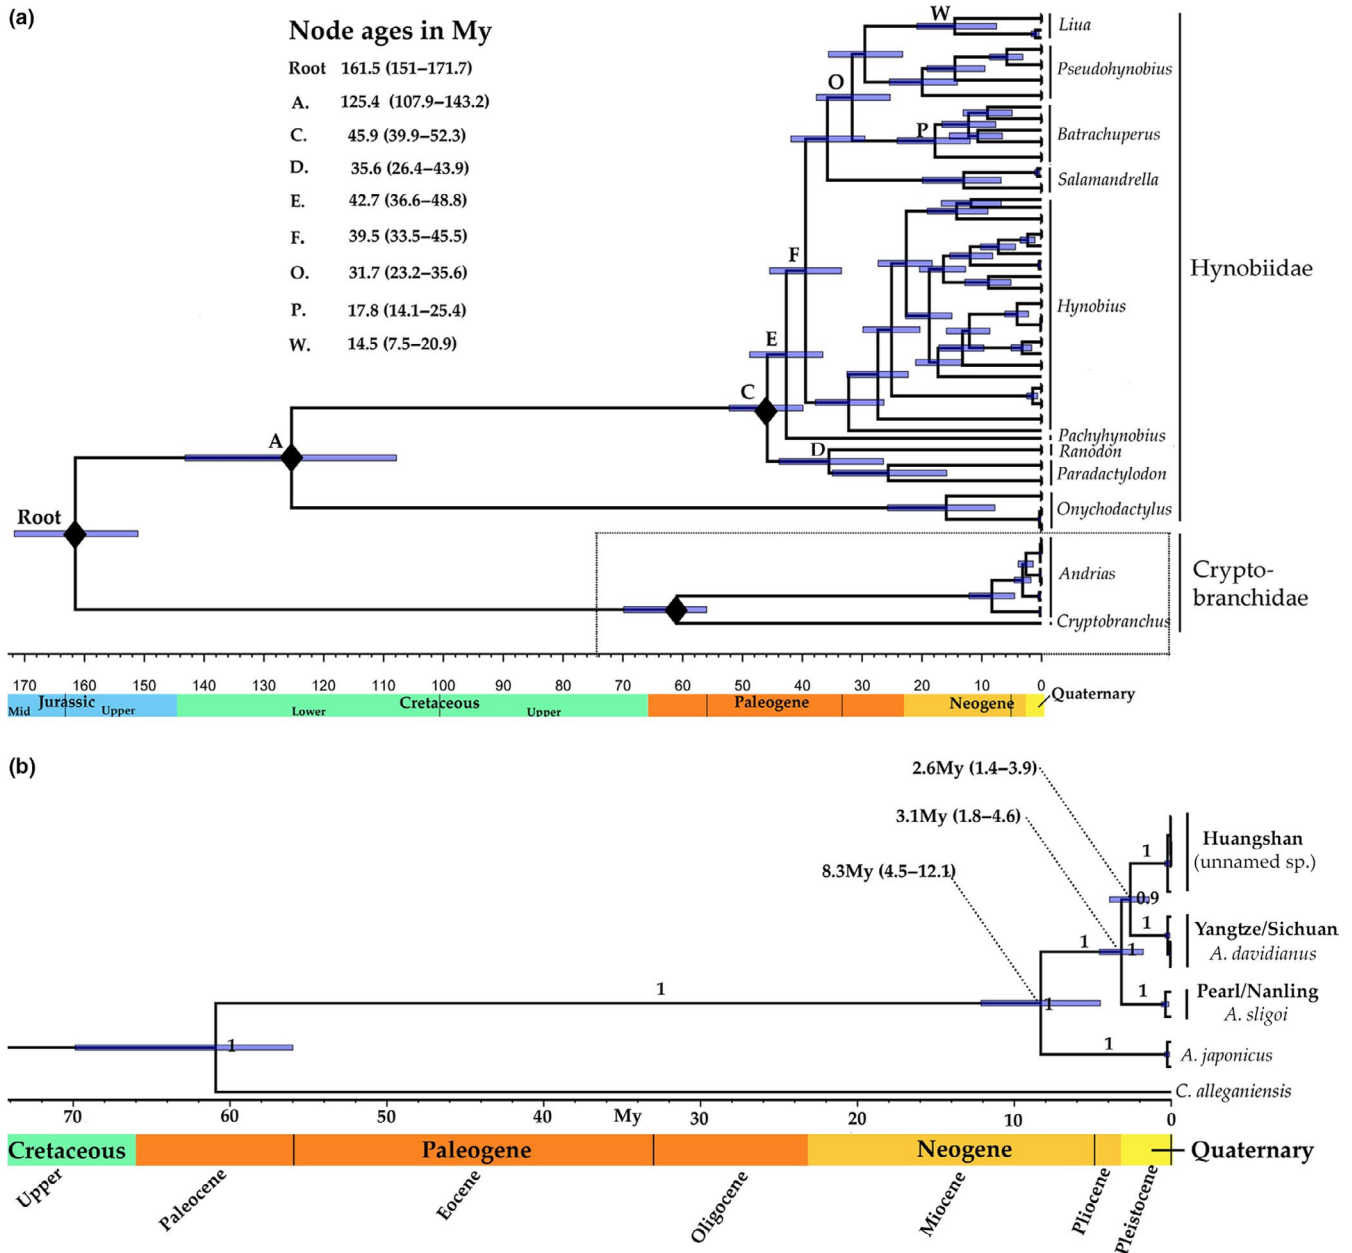 (a)
Node ages in My
Root 161.5 (151–171.7)
A. 125.4 (107.9–143.2)
C. 45.9 (39.9–52.3)
D. 35.6 (26.4–43.9)
E. 42.7 (36.6–48.8)
F. 39.5 (33.5–45.5)
O. 31.7 (23.2–35.6)
P. 17.8 (14.1–25.4)
W. 14.5 (7.5–20.9)
W
O
P
F
E
C
D
A
Root
Liua
Pseudohynobius
Batrachuperus
Salamandrella
Hynobius
Pachyhynobius
Ranodon
Paradactylodon
Onychodactylus
Andrias
Cryptobranchus
Hynobiidae
Crypto-
branchidae
170 160 150 140 130 120 110 100 90 80 70 60 50 40 30 20 10 0
Jurassic Cretaceous Paleogene Neogene Quaternary
Mid Upper Lower Upper
(b)
2.6My (1.4–3.9)
3.1My (1.8–4.6)
8.3My (4.5–12.1)
1
0.9
1
1
1
1
1
1
1
1
Huangshan
(unnamed sp.)
Yangtze/Sichuan
A. davidianus
Pearl/Nanling
A. sligoi
A. japonicus
C. alleganiensis
70 60 50 40 My 30 20 10 0
Cretaceous Paleogene Neogene Quaternary
Upper Paleocene Eocene Oligocene Miocene Pliocene Pleistocene